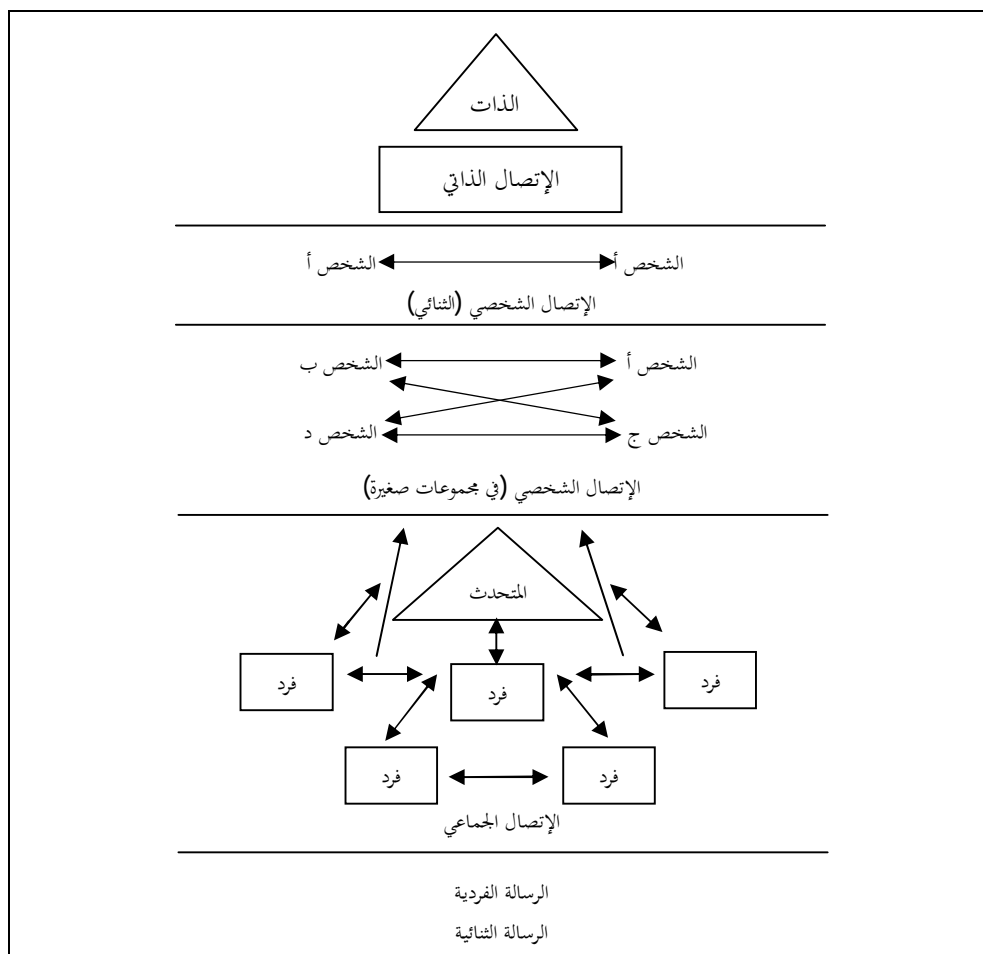 الذات
الإتصال الذاتي
الشخص أ الشخص أ
الإتصال الشخصي (الثنائي)
الشخص أ الشخص ب
الشخص ج الشخص د
الإتصال الشخصي (في مجموعات صغيرة)
المتحدث
فرد فرد فرد
فرد فرد
الإتصال الجماعي
الرسالة الفردية
الرسالة الثنائية